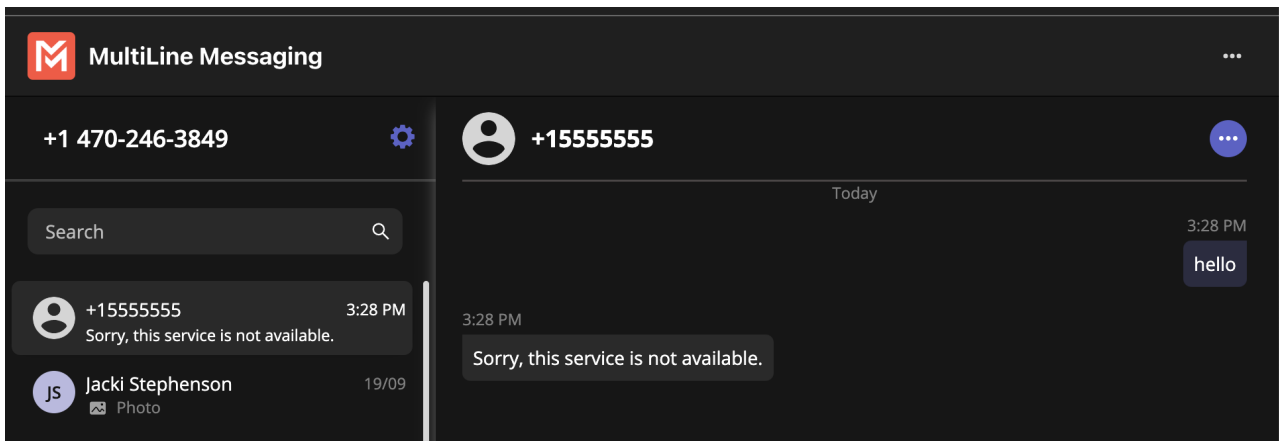 MultiLine Messaging
+1 470-246-3849
Search
+15555555 3:28 PM
Sorry, this service is not available.
JS
Jacki Stephenson 19/09
Photo
+15555555
Today
3:28 PM
hello
3:28 PM
Sorry, this service is not available.